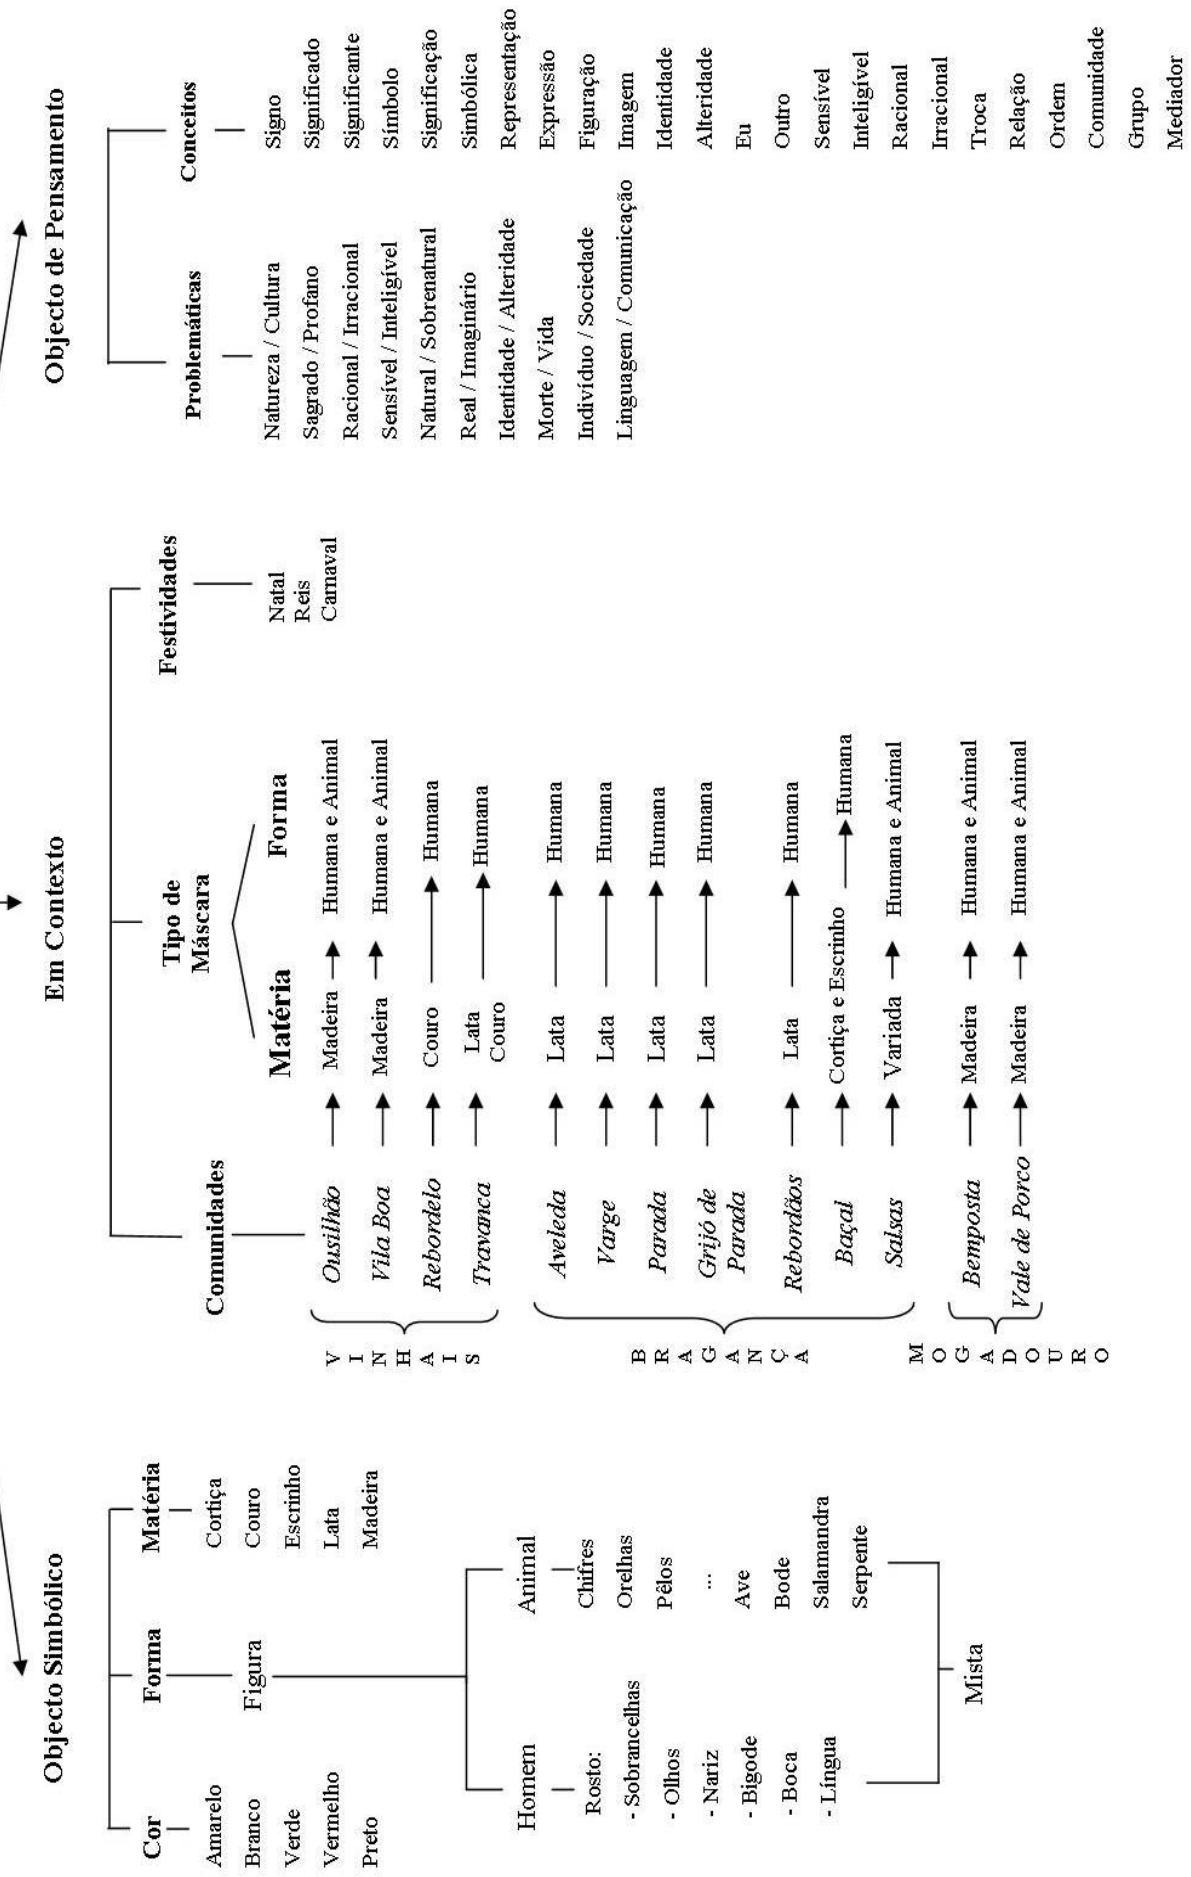 Objecto Simbólico
Cor
Amarelo
Branco
Verde
Vermelho
Preto
Forma
Figura
Matéria
Cortiça
Couro
Escrinho
Lata
Madeira
Homem
Rosto:
- Sobrancelhas
- Olhos
- Nariz
- Bigode
- Boca
- Língua
Animal
Chifres
Orelhas
Pêlos
...
Ave
Bode
Salamandra
Serpente
Mista
Em Contexto
Comunidades
Tipo de
Máscara
Matéria
Forma
Festividades
Natal
Reis
Carnaval
VINHAIS
Ousilhão Madeira Humana e Animal
Vila Boa Madeira Humana e Animal
Rebordelo Couro Humana
Travanca Lata Humana
Couro
BRAGANÇA
Aveleda Lata Humana
Varge Lata Humana
Parada Lata Humana
Grijó de Lata Humana
Parada
Rebordãos Lata Humana
Baçal Cortiça e Escrinho Humana
Salsas Variada Humana e Animal
MOGADOURO
Bemposta Madeira Humana e Animal
Vale de Porco Madeira Humana e Animal
Objecto de Pensamento
Problemáticas
Natureza / Cultura
Sagrado / Profano
Racional / Irracional
Sensível / Inteligível
Natural / Sobrenatural
Real / Imaginário
Identidade / Alteridade
Morte / Vida
Indivíduo / Sociedade
Linguagem / Comunicação
Conceitos
Signo
Significado
Significante
Símbolo
Significação
Simbólica
Representação
Expressão
Figuração
Imagem
Identidade
Alteridade
Eu
Outro
Sensível
Inteligível
Racional
Irracional
Troca
Relação
Ordem
Comunidade
Grupo
Mediador